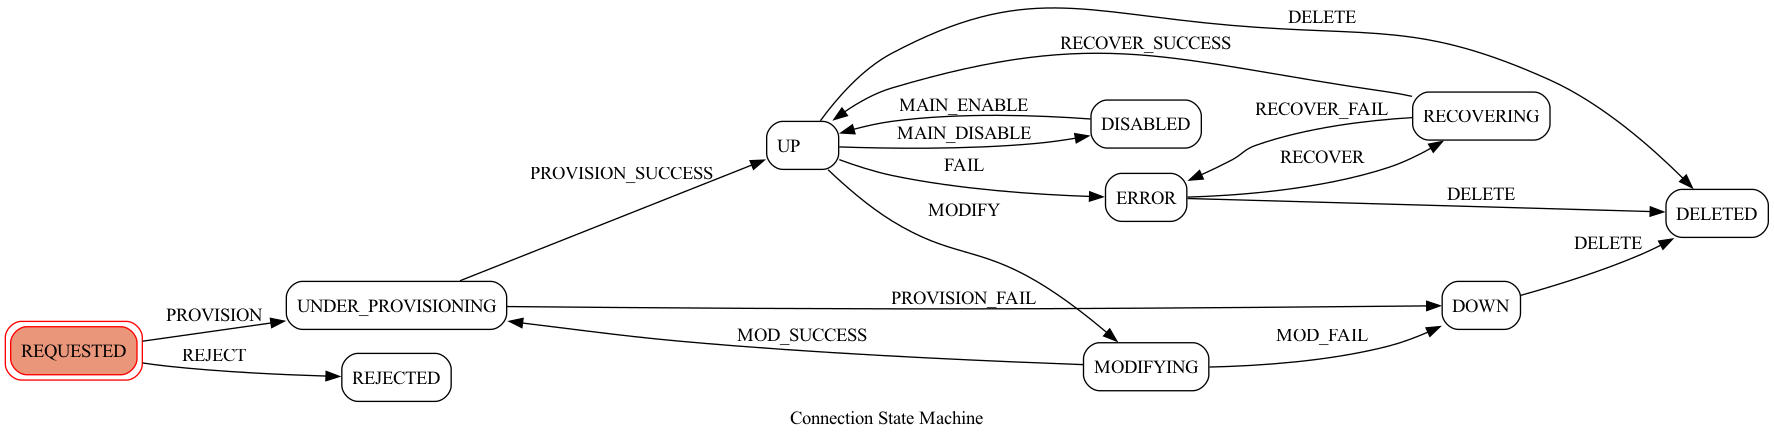 DELETE
RECOVER_SUCCESS
MAIN_ENABLE
RECOVER_FAIL
RECOVERING
DISABLED
MAIN_DISABLE
UP
RECOVER
FAIL
PROVISION_SUCCESS
ERROR
DELETE
MODIFY
DELETED
DELETE
UNDER_PROVISIONING
PROVISION_FAIL
DOWN
PROVISION
MOD_SUCCESS
MOD_FAIL
REQUESTED
REJECT
MODIFYING
REJECTED
Connection State Machine